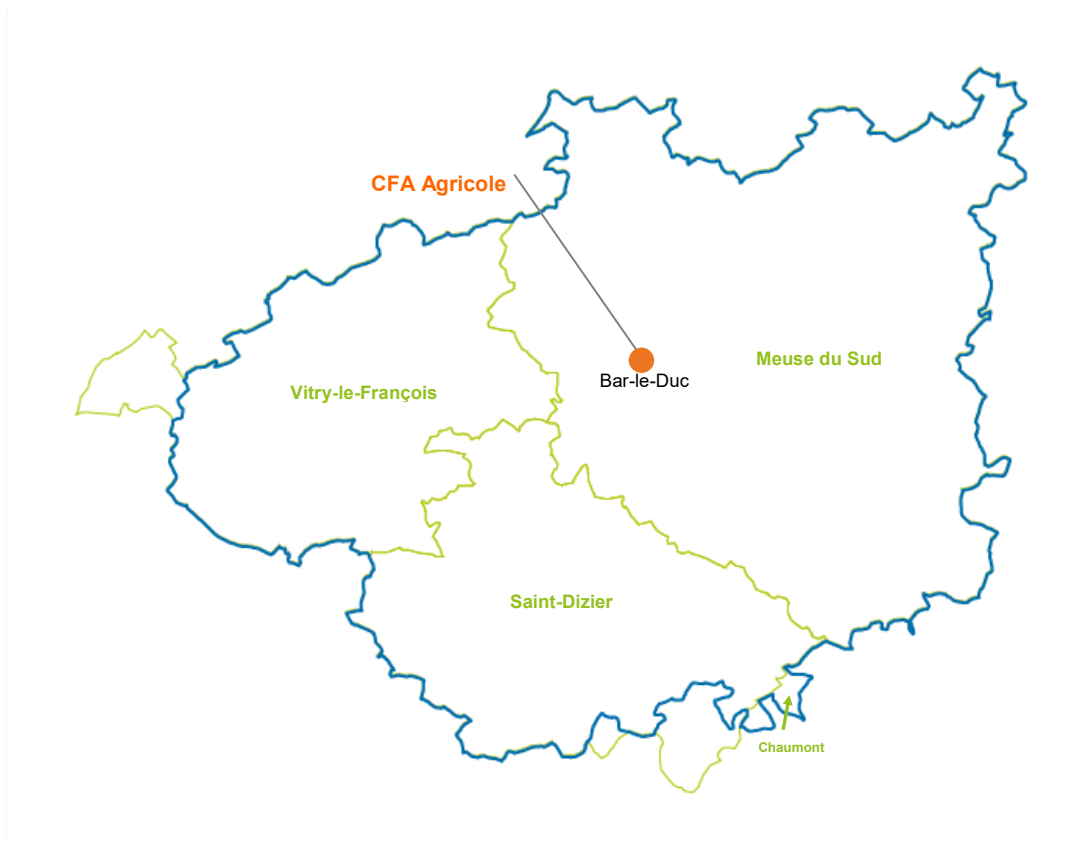 CFA Agricole
Meuse du Sud
Bar-le-Duc
Vitry-le-François
Saint-Dizier
Chaumont